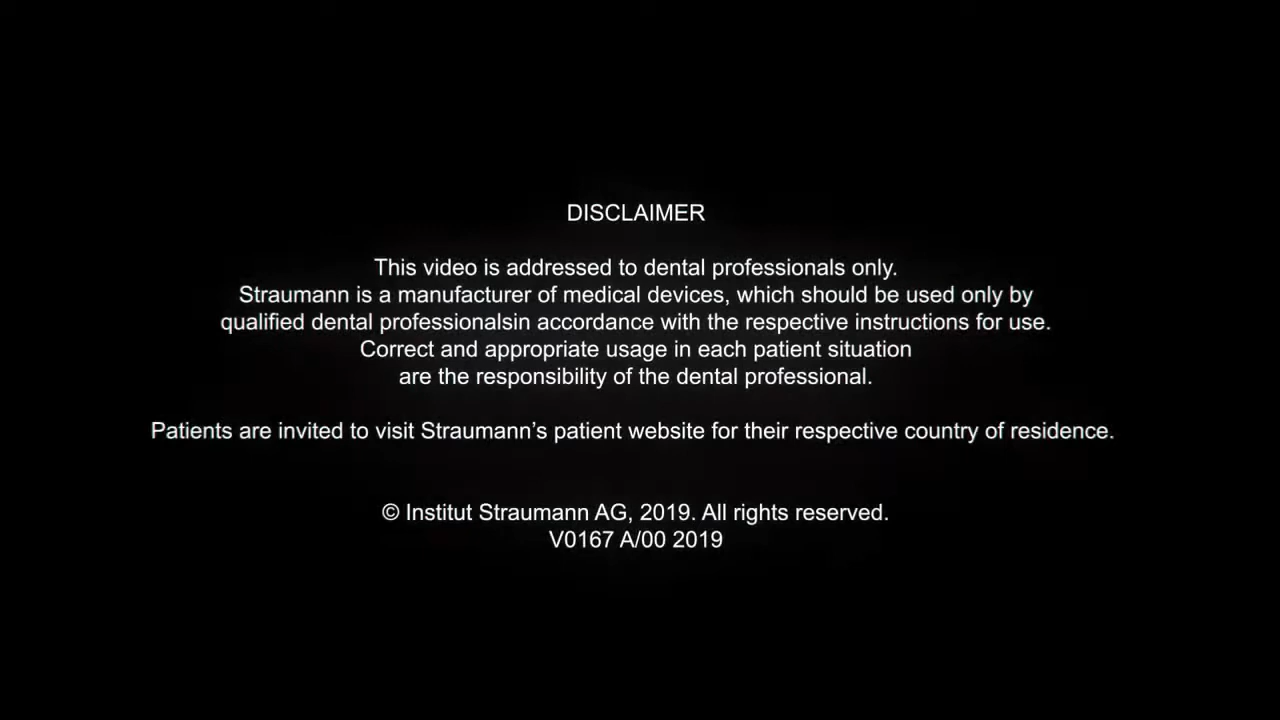 DISCLAIMER
This video is addressed to dental professionals only.
Straumann is a manufacturer of medical devices, which should be used only by
qualified dental professionalsin accordance with the respective instructions for use.
Correct and appropriate usage in each patient situation
are the responsibility of the dental professional.
Patients are invited to visit Straumann’s patient website for their respective country of residence.
© Institut Straumann AG, 2019. All rights reserved.
V0167 A/00 2019